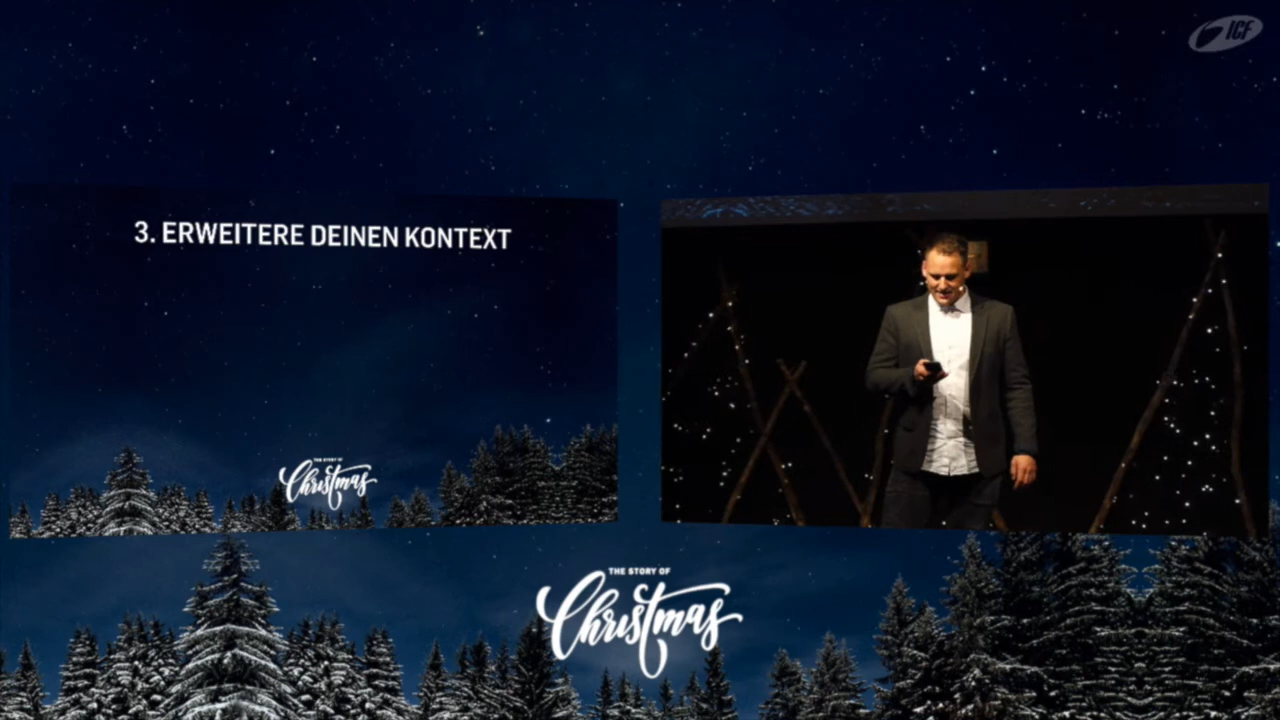 ICF
3. ERWEITERE DEINEN KONTEXT
THE STORY OF
Christmas
THE STORY OF
Christmas